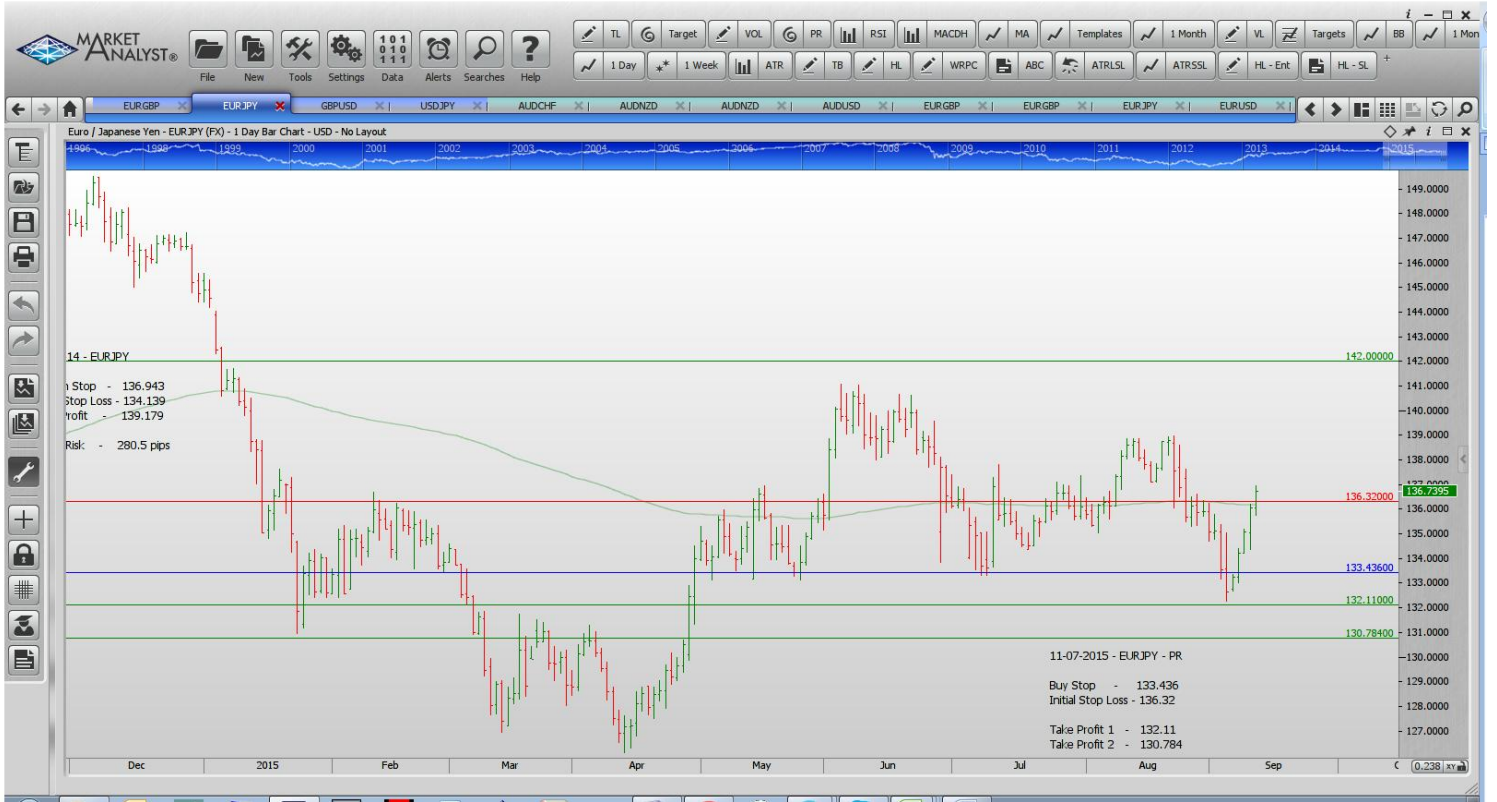 i
MARKET
ANALYST®
File New Tools Settings Data Alerts Searches Help
TL Target VOL PR RSI MACDH MA Templates 1 Month VL Targets BB 1 Mon
1 Day 1 Week ATR TB HL WRPC ABC ATRLSL ATRSSL HL - Ent HL - SL +
EURGBP EURJPY GBPUSD USDJPY AUDCHF AUDNZD AUDNZD AUDUSD EURGBP EURGBP EURJPY EURUSD
Euro / Japanese Yen - EURJPY (FX) - 1 Day Bar Chart - USD - No Layout
1996 1998 1999 2000 2001 2002 2003 2004 2005 2006 2007 2008 2009 2010 2011 2012 2013 2014 2015
149.0000
148.0000
147.0000
146.0000
145.0000
144.0000
143.0000
14 - EURJPY
142.00000
142.0000
n Stop - 136.943
141.0000
Stop Loss - 134.139
rofit - 139.179
140.0000
139.0000
Risk - 280.5 pips
138.0000
137.0000
136.7395
136.32000
136.0000
135.0000
134.0000
133.43600
133.0000
132.11000
132.0000
131.0000
130.78400
11-07-2015 - EURJPY - PR
130.0000
Buy Stop - 133.436
129.0000
Initial Stop Loss - 136.32
128.0000
Take Profit 1 - 132.11
127.0000
Take Profit 2 - 130.784
Dec 2015 Feb Mar Apr May Jun Jul Aug Sep 0.238 XY